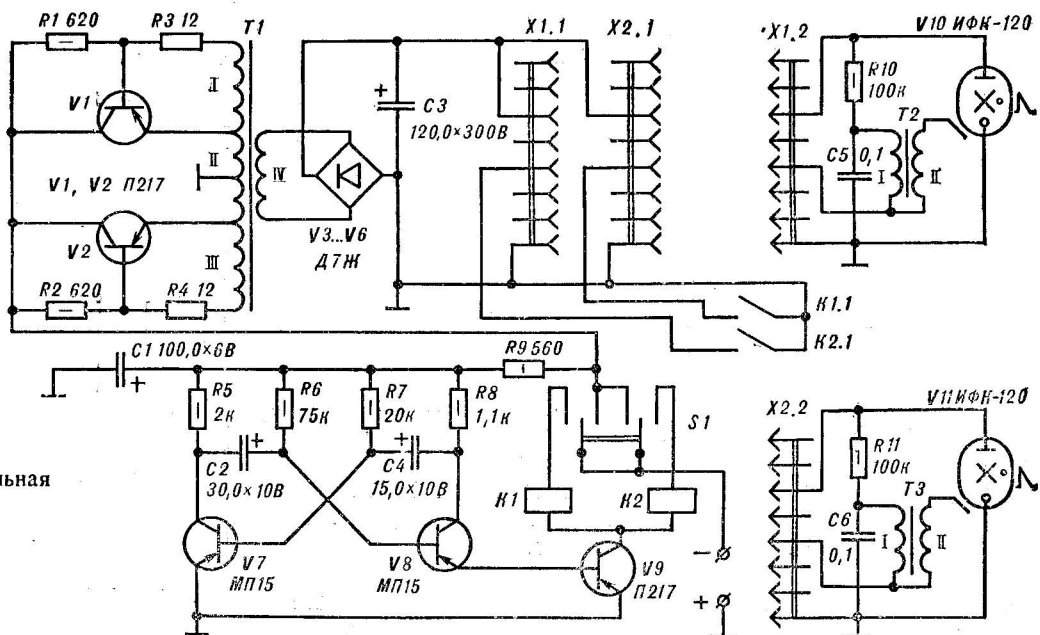 R1 620
R3 12
T1
I
V1
II
V1, V2 П217
V2
III
R2 620
R4 12
IV
V3...V6
Д7Ж
+
C3
120,0×300В
X1.1
X2.1
X1.2
V10 ИФК-120
R10
100к
T2
C5 0,1
I
II
K1.1
K2.1
C1 100,0×6В
+
R5
2к
R6
75к
R7
20к
R8
1,1к
R9 560
C2
30,0×10В
+
C4
15,0×10В
+
S1
K1
K2
V7
МП15
V8
МП15
V9
П217
−
+
X2.2
V11 ИФК-120
R11
100к
T3
C6
0,1
I
II
льная